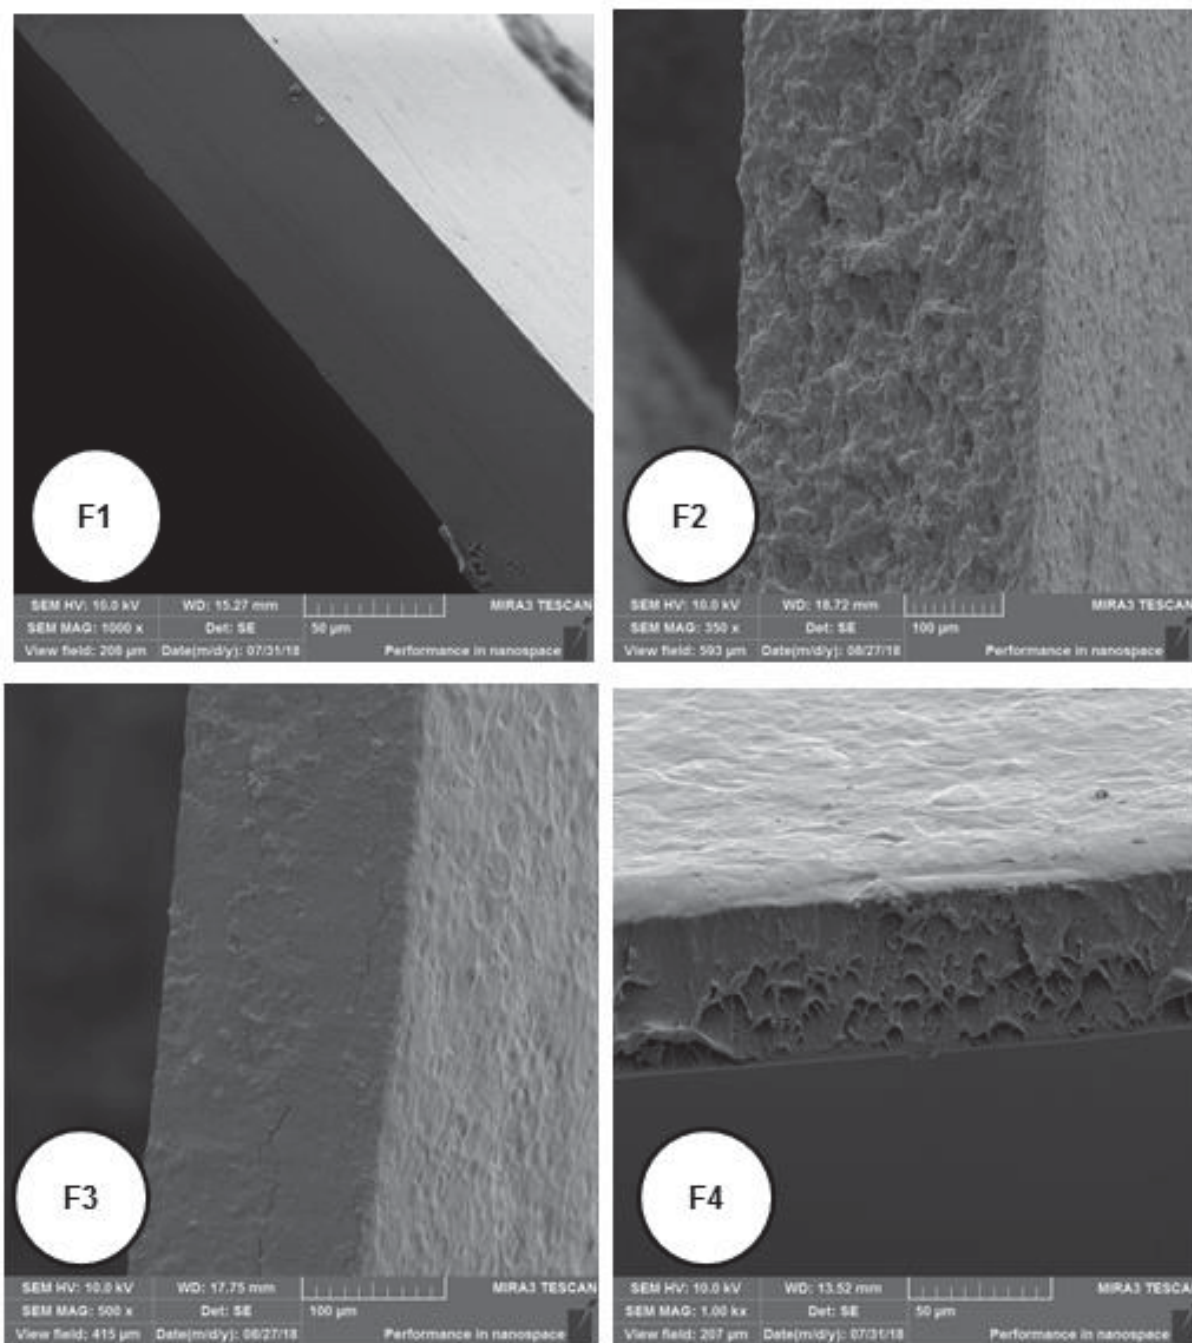 F1
SEM HV: 10.0 kV WD: 15.27 mm MIRA3 TESCAN
SEM MAG: 1000 x Det: SE 50 µm
View field: 208 µm Date(m/d/y): 07/31/18 Performance in nanospace
F2
SEM HV: 10.0 kV WD: 18.72 mm MIRA3 TESCAN
SEM MAG: 350 x Det: SE 100 µm
View field: 593 µm Date(m/d/y): 08/27/18 Performance in nanospace
F3
SEM HV: 10.0 kV WD: 17.75 mm MIRA3 TESCAN
SEM MAG: 500 x Det: SE 100 µm
View field: 415 µm Date(m/d/y): 08/27/18 Performance in nanospace
F4
SEM HV: 10.0 kV WD: 13.52 mm MIRA3 TESCAN
SEM MAG: 1.00 kx Det: SE 50 µm
View field: 207 µm Date(m/d/y): 07/31/18 Performance in nanospace